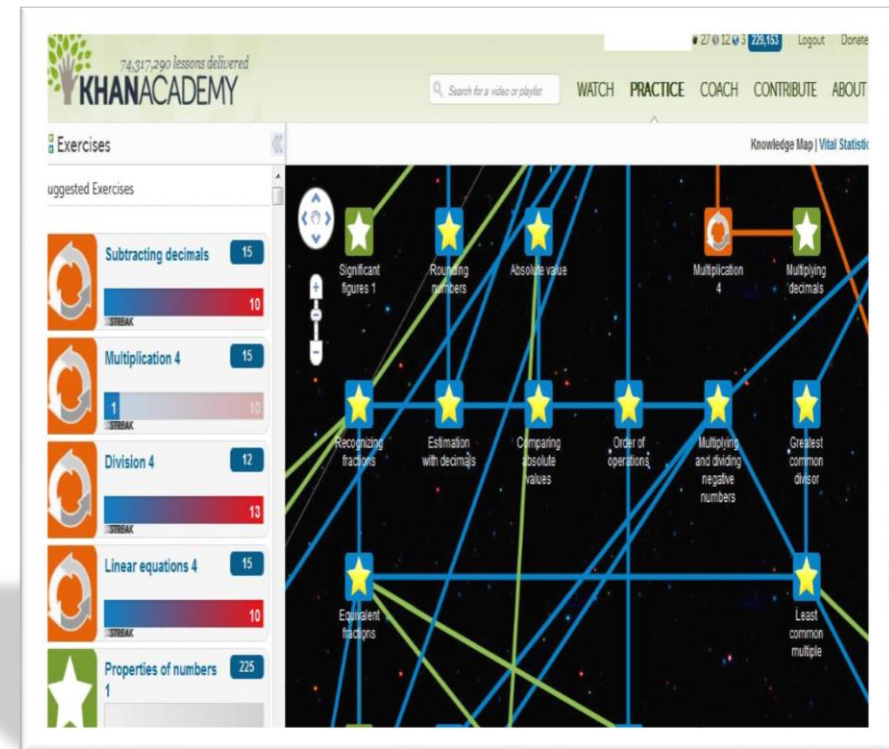 74,317,290 lessons delivered
KHANACADEMY
27 12 3 229,153 Logout Donate
Search for a video or playlist
WATCH PRACTICE COACH CONTRIBUTE ABOUT
Exercises
Knowledge Map | Vital Statistic
uggested Exercises
Subtracting decimals 15
10
STREAK
Multiplication 4 15
1 10
STREAK
Division 4 12
13
STREAK
Linear equations 4 15
10
STREAK
Properties of numbers 225
1
Significant
figures 1
Rounding
numbers
Absolute value
Multiplication
4
Multiplying
decimals
Recognizing
fractions
Estimation
with decimals
Comparing
absolute
values
Order of
operations
Multiplying
and dividing
negative
numbers
Greatest
common
divisor
Equivalent
fractions
Least
common
multiple